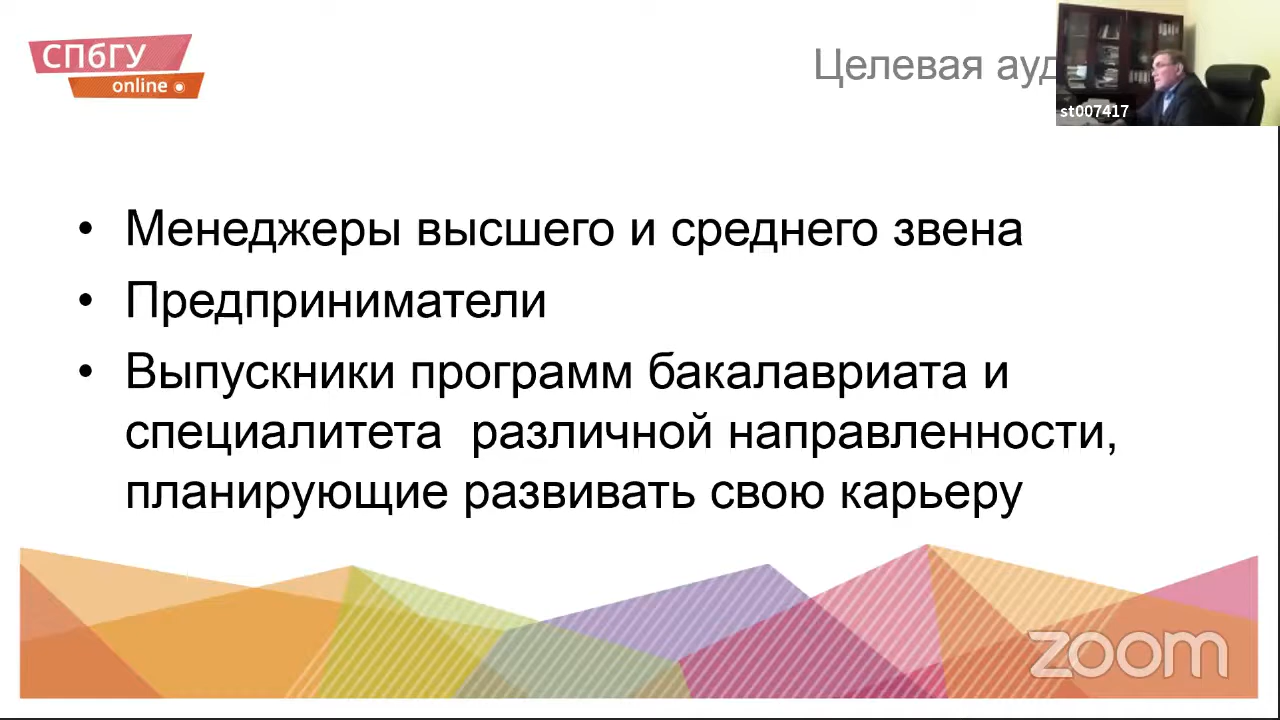 СПбГУ
online
Целевая ауд
st007417
• Менеджеры высшего и среднего звена
• Предприниматели
• Выпускники программ бакалавриата и
специалитета различной направленности,
планирующие развивать свою карьеру
zoom